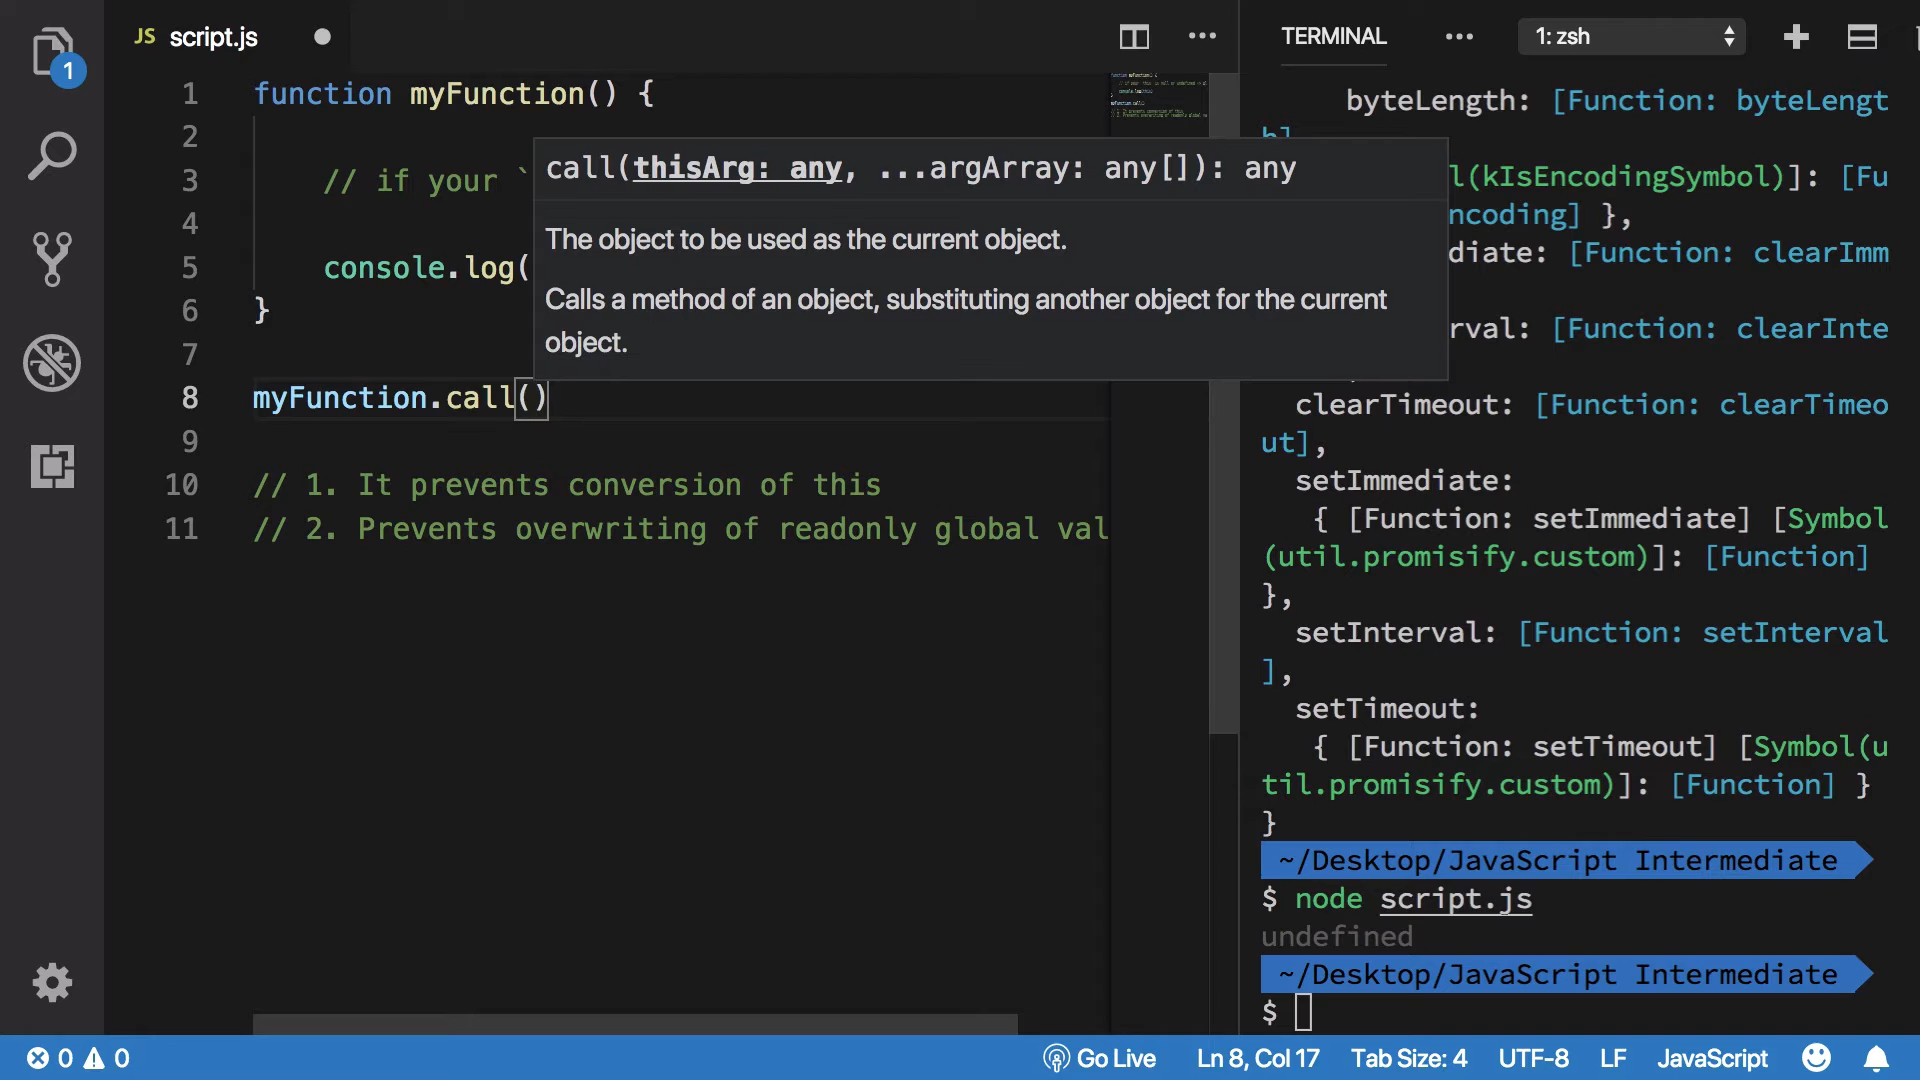 JS script.js
TERMINAL
1: zsh
1
1 function myFunction() {
2
3 // if your `
4
5 console.log(
6 }
7
8 myFunction.call()
9
10 // 1. It prevents conversion of this
11 // 2. Prevents overwriting of readonly global val
call(thisArg: any, ...argArray: any[]): any
The object to be used as the current object.
Calls a method of an object, substituting another object for the current
object.
byteLength: [Function: byteLengt
h]
l(kIsEncodingSymbol)]: [Fu
ncoding] },
diate: [Function: clearImm
rval: [Function: clearInte
clearTimeout: [Function: clearTimeo
ut],
setImmediate:
{ [Function: setImmediate] [Symbol
(util.promisify.custom)]: [Function]
},
setInterval: [Function: setInterval
],
setTimeout:
{ [Function: setTimeout] [Symbol(u
til.promisify.custom)]: [Function] }
}
~/Desktop/JavaScript Intermediate
$ node script.js
undefined
~/Desktop/JavaScript Intermediate
$
0 0 Go Live Ln 8, Col 17 Tab Size: 4 UTF-8 LF JavaScript